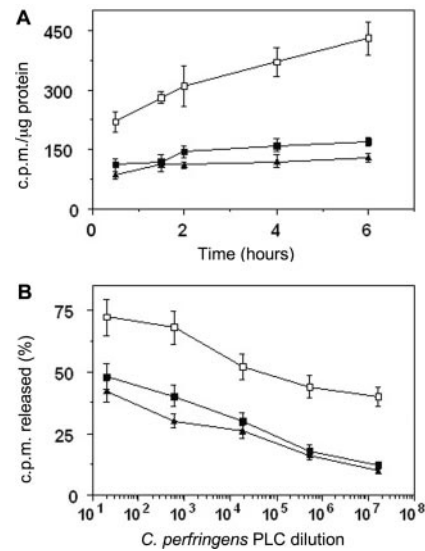 A
c.p.m./µg protein
450
300
150
0
0 2 4 6
Time (hours)
B
c.p.m. released (%)
75
50
25
0
10¹ 10² 10³ 10⁴ 10⁵ 10⁶ 10⁷ 10⁸
C. perfringens PLC dilution